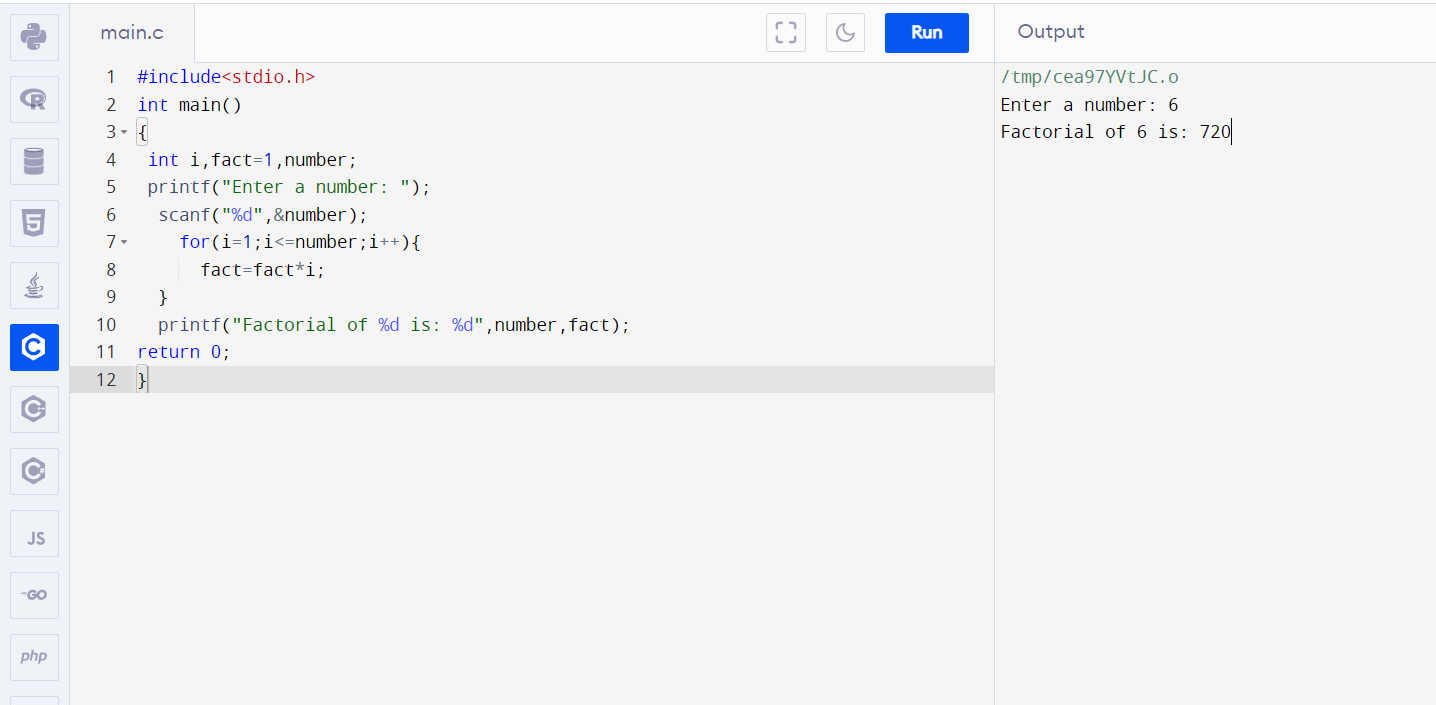 main.c
Run
Output
1 #include<stdio.h>
2 int main()
3 {
4 int i,fact=1,number;
5 printf("Enter a number: ");
6 scanf("%d",&number);
7 for(i=1;i<=number;i++){
8 fact=fact*i;
9 }
10 printf("Factorial of %d is: %d",number,fact);
11 return 0;
12 }
/tmp/cea97YVtJC.o
Enter a number: 6
Factorial of 6 is: 720
R
5
C
C
C
JS
GO
php